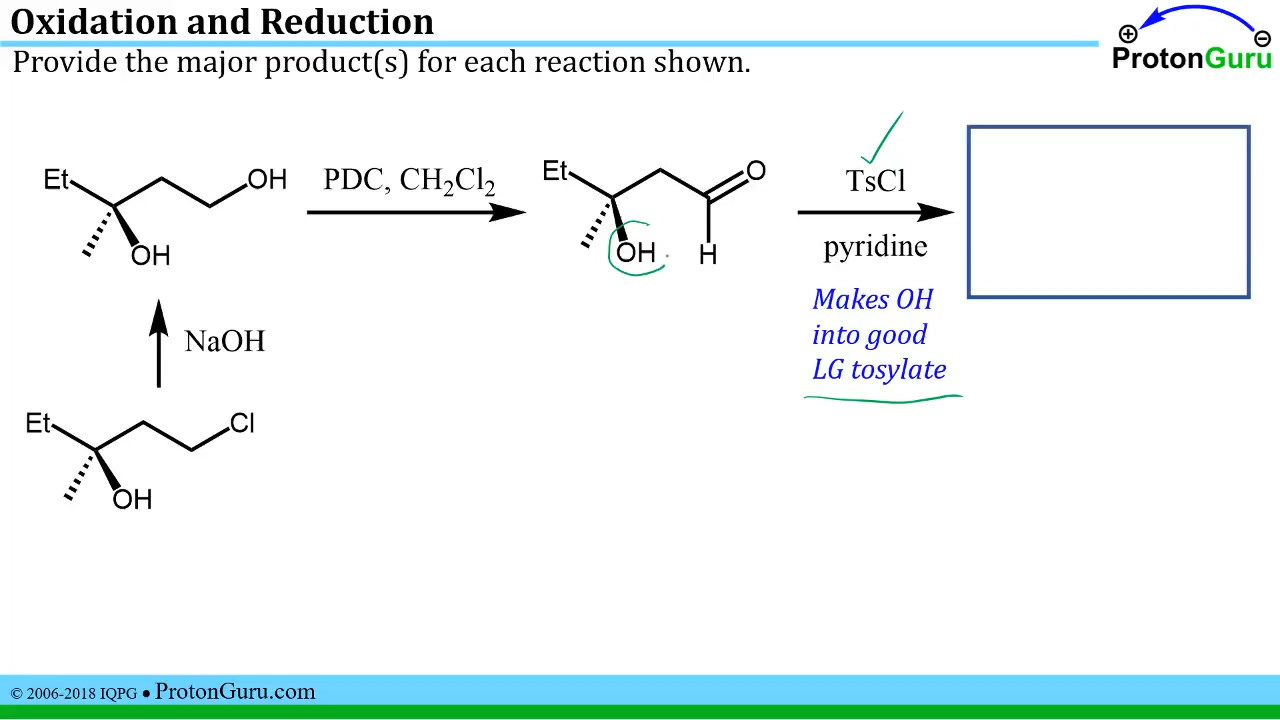 Oxidation and Reduction
ProtonGuru
Provide the major product(s) for each reaction shown.
Et
OH
OH
PDC, CH₂Cl₂
Et
O
OH
H
TsCl
pyridine
Makes OH
into good
LG tosylate
NaOH
Et
Cl
OH
© 2006-2018 IQPG ● ProtonGuru.com